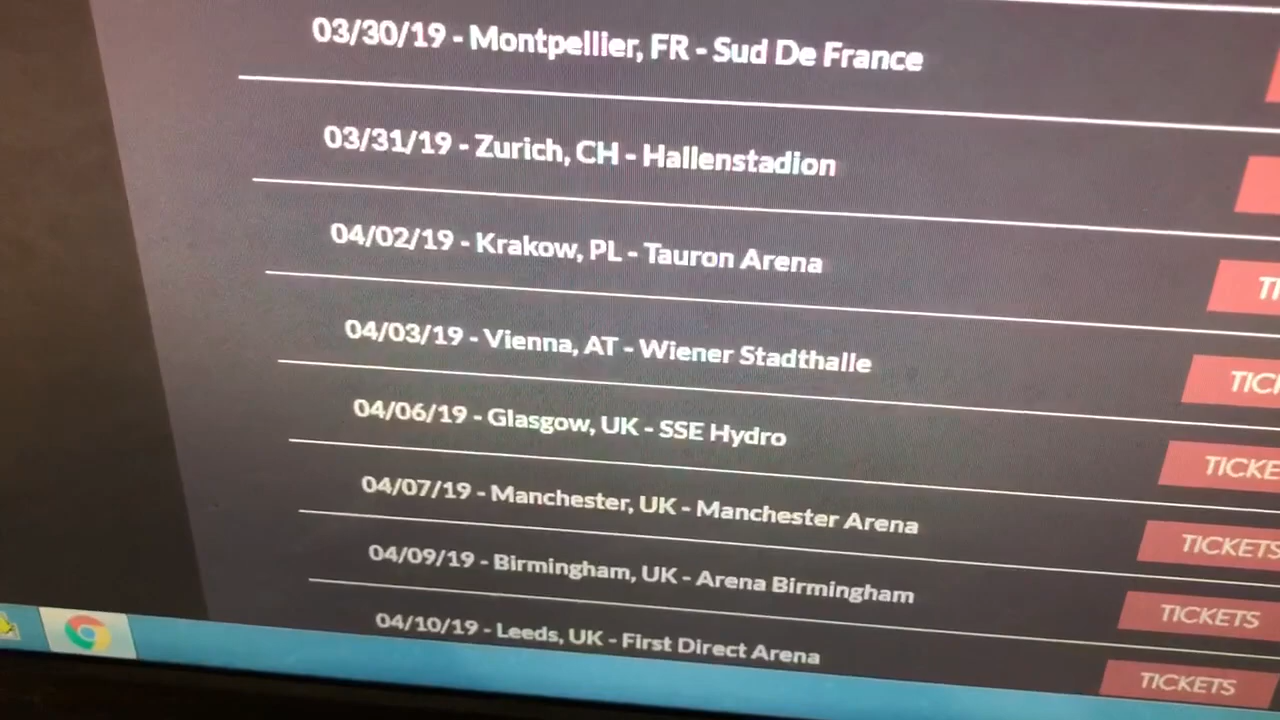 03/30/19 - Montpellier, FR - Sud De France
03/31/19 - Zurich, CH - Hallenstadion
04/02/19 - Krakow, PL - Tauron Arena
TI
04/03/19 - Vienna, AT - Wiener Stadthalle
TIC
04/06/19 - Glasgow, UK - SSE Hydro
TICKE
04/07/19 - Manchester, UK - Manchester Arena
TICKETS
04/09/19 - Birmingham, UK - Arena Birmingham
TICKETS
04/10/19 - Leeds, UK - First Direct Arena
TICKETS